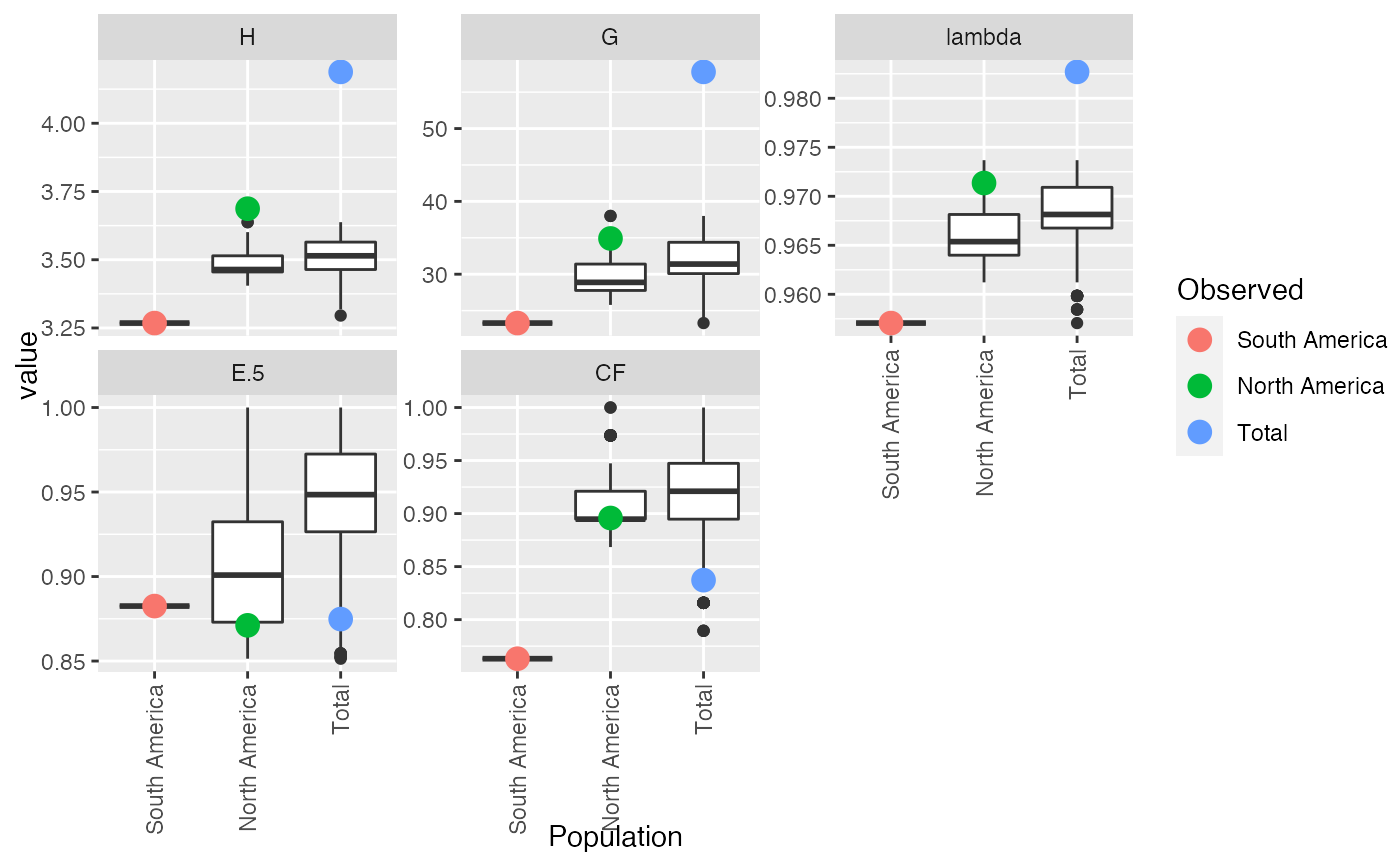 H
G
lambda
4.00
3.75
3.50
3.25
50
40
30
0.980
0.975
0.970
0.965
0.960
South America
North America
Total
value
E.5
CF
1.00
0.95
0.90
0.85
1.00
0.95
0.90
0.85
0.80
South America
North America
Total
South America
North America
Total
Population
Observed
South America
North America
Total